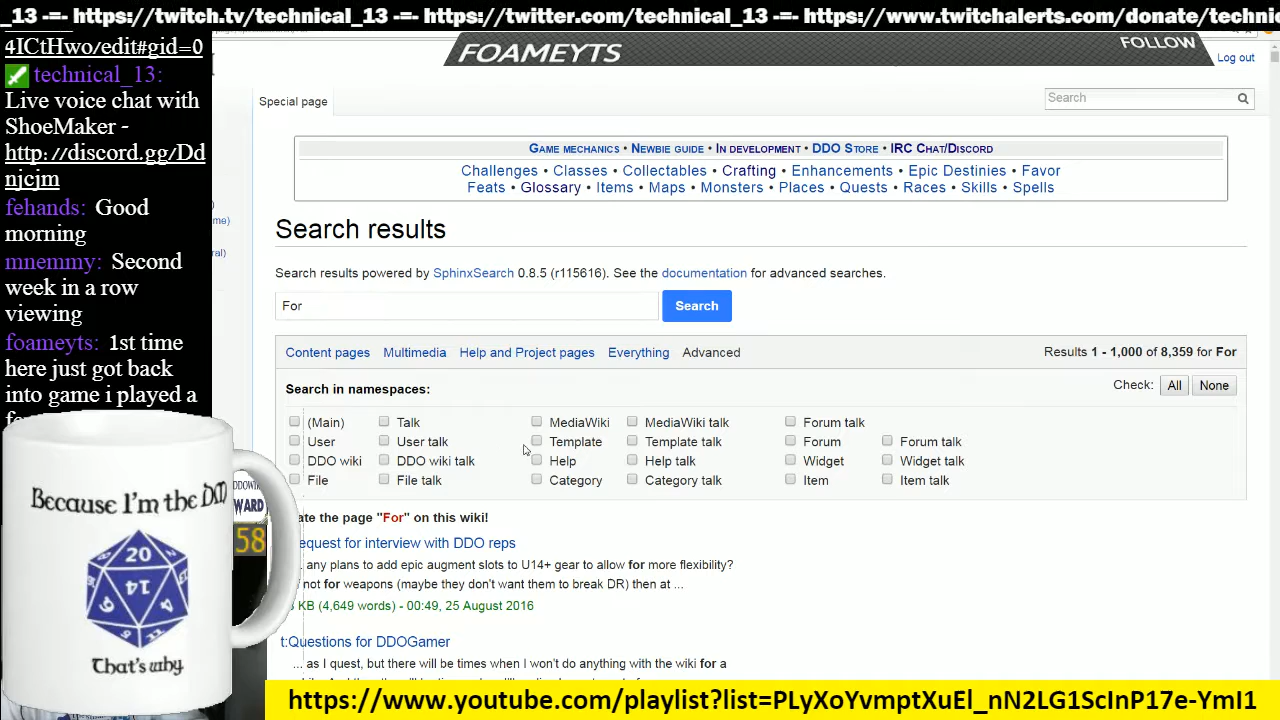 _13 -=- https://twitch.tv/technical_13 -=- https://twitter.com/technical_13 -=- https://www.twitchalerts.com/donate/techni
4ICtHwo/edit#gid=0
technical_13:
Live voice chat with
ShoeMaker -
http://discord.gg/Dd
njcjm
fehands: Good
morning
mnemmy: Second
week in a row
viewing
foameyts: 1st time
here just got back
into game i played a
FOAMEYTS
FOLLOW
Log out
Special page
Search
Game mechanics • Newbie guide • In development • DDO Store • IRC Chat/Discord
Challenges • Classes • Collectables • Crafting • Enhancements • Epic Destinies • Favor
Feats • Glossary • Items • Maps • Monsters • Places • Quests • Races • Skills • Spells
me)
ral)
Search results
Search results powered by SphinxSearch 0.8.5 (r115616). See the documentation for advanced searches.
For
Search
Content pages Multimedia Help and Project pages Everything Advanced
Results 1 - 1,000 of 8,359 for For
Search in namespaces:
Check: All None
(Main) Talk MediaWiki MediaWiki talk Forum talk
User User talk Template Template talk Forum Forum talk
DDO wiki DDO wiki talk Help Help talk Widget Widget talk
File File talk Category Category talk Item Item talk
ate the page "For" on this wiki!
equest for interview with DDO reps
... any plans to add epic augment slots to U14+ gear to allow for more flexibility?
not for weapons (maybe they don't want them to break DR) then at ...
KB (4,649 words) - 00:49, 25 August 2016
t:Questions for DDOGamer
... as I quest, but there will be times when I won't do anything with the wiki for a
Because I'm the DM
20
14
That's why.
DDOWI
WARD
58
https://www.youtube.com/playlist?list=PLyXoYvmptXuEl_nN2LG1ScInP17e-YmI1